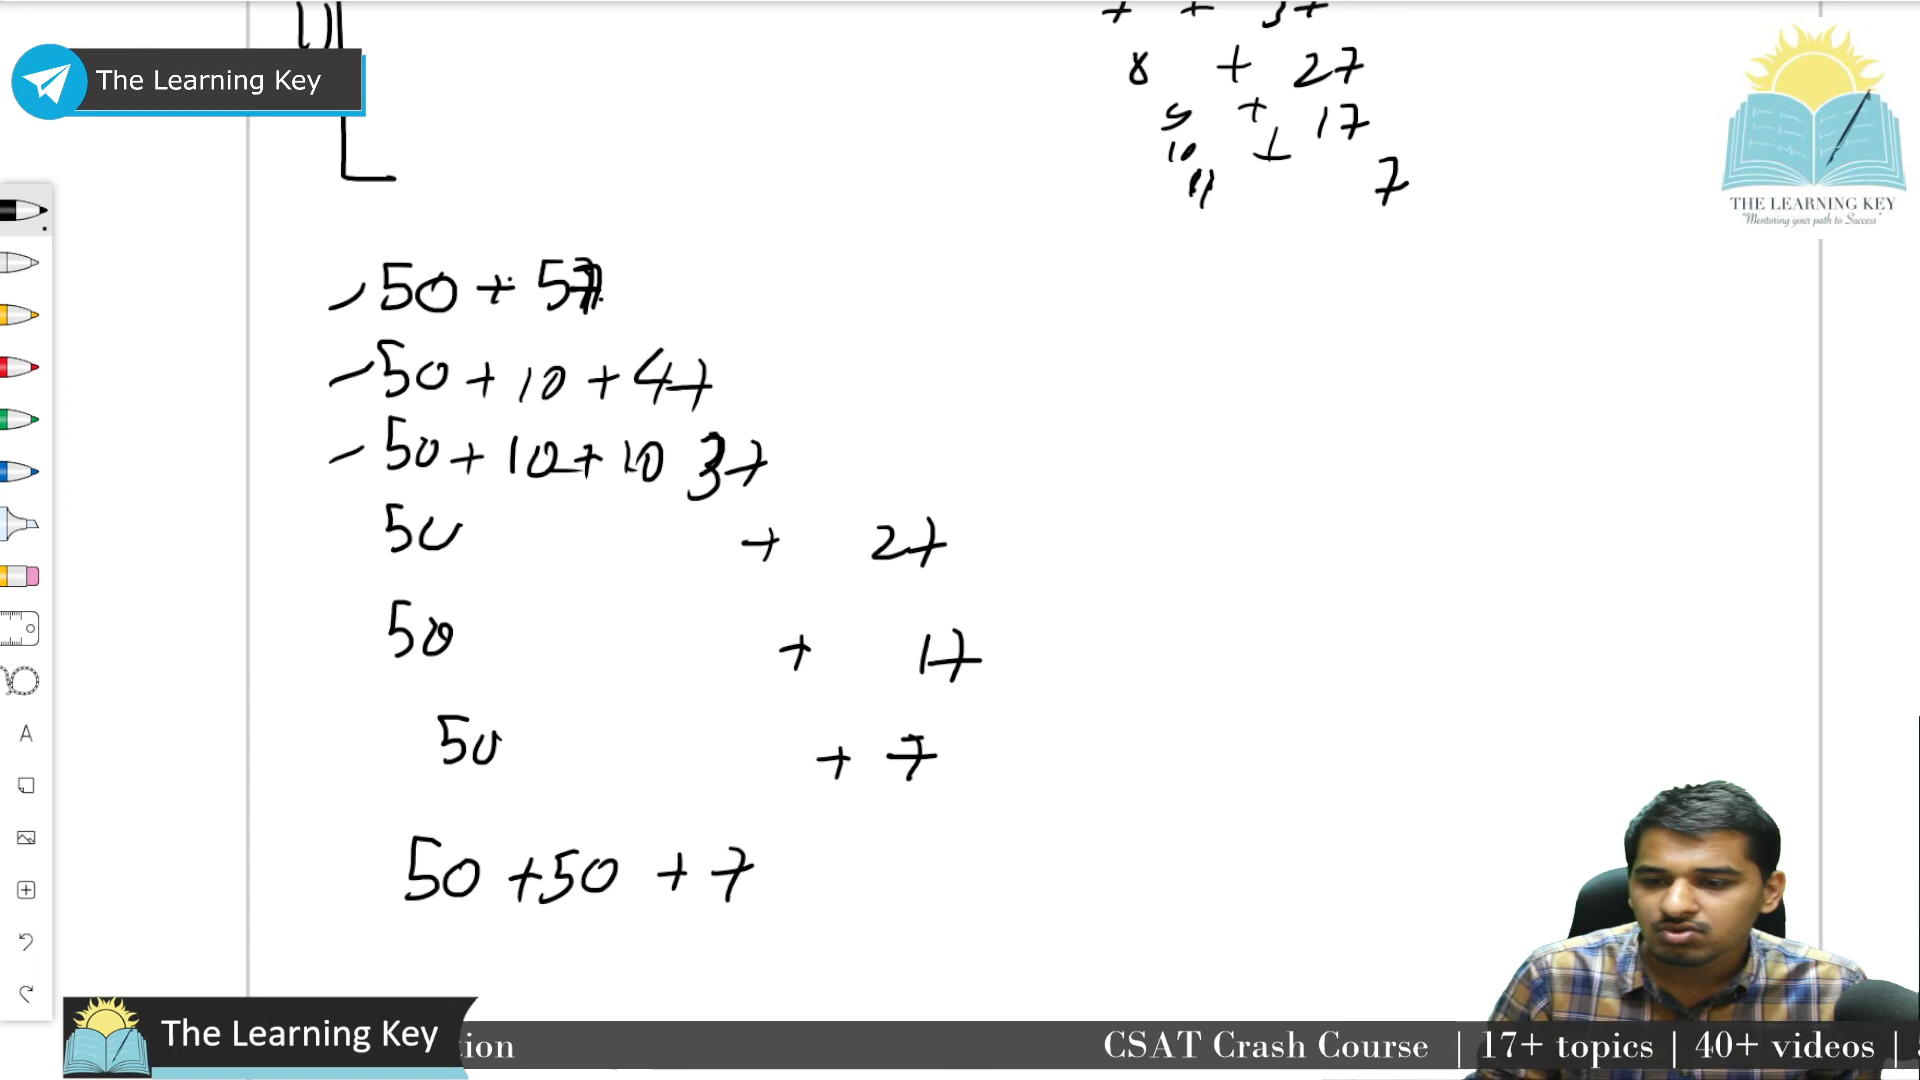 The Learning Key
8 + 27
9 + 17
10 +
11 7
THE LEARNING KEY
"Mentoring your path to Success"
50 + 57
50 + 10 + 47
50 + 10 + 10 37
50 + 27
50 + 17
50 + 7
50 + 50 + 7
A
The Learning Key
tion
CSAT Crash Course | 17+ topics | 40+ videos |